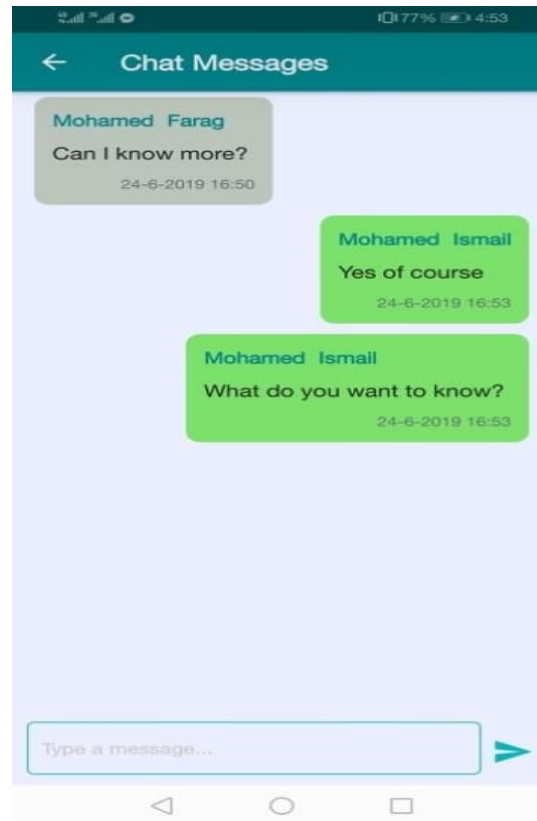 77% 4:53
Chat Messages
Mohamed Farag
Can I know more?
24-6-2019 16:50
Mohamed Ismail
Yes of course
24-6-2019 16:53
Mohamed Ismail
What do you want to know?
24-6-2019 16:53
Type a message...